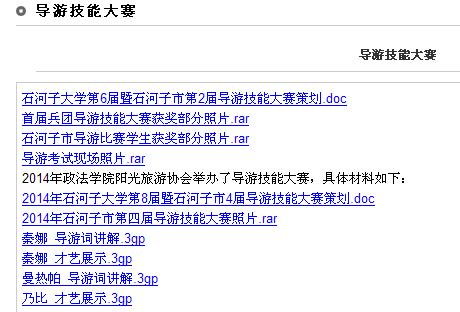 导游技能大赛
导游技能大赛
石河子大学第6届暨石河子市第2届导游技能大赛策划.doc
首届兵团导游技能大赛获奖部分照片.rar
石河子市导游比赛学生获奖部分照片.rar
导游考试现场照片.rar
2014年政法学院阳光旅游协会举办了导游技能大赛，具体材料如下：
2014年石河子大学第8届暨石河子市4届导游技能大赛策划.doc
2014年石河子市第四届导游技能大赛照片.rar
秦娜 导游词讲解.3gp
秦娜 才艺展示.3gp
曼热帕 导游词讲解.3gp
乃比 才艺展示.3gp